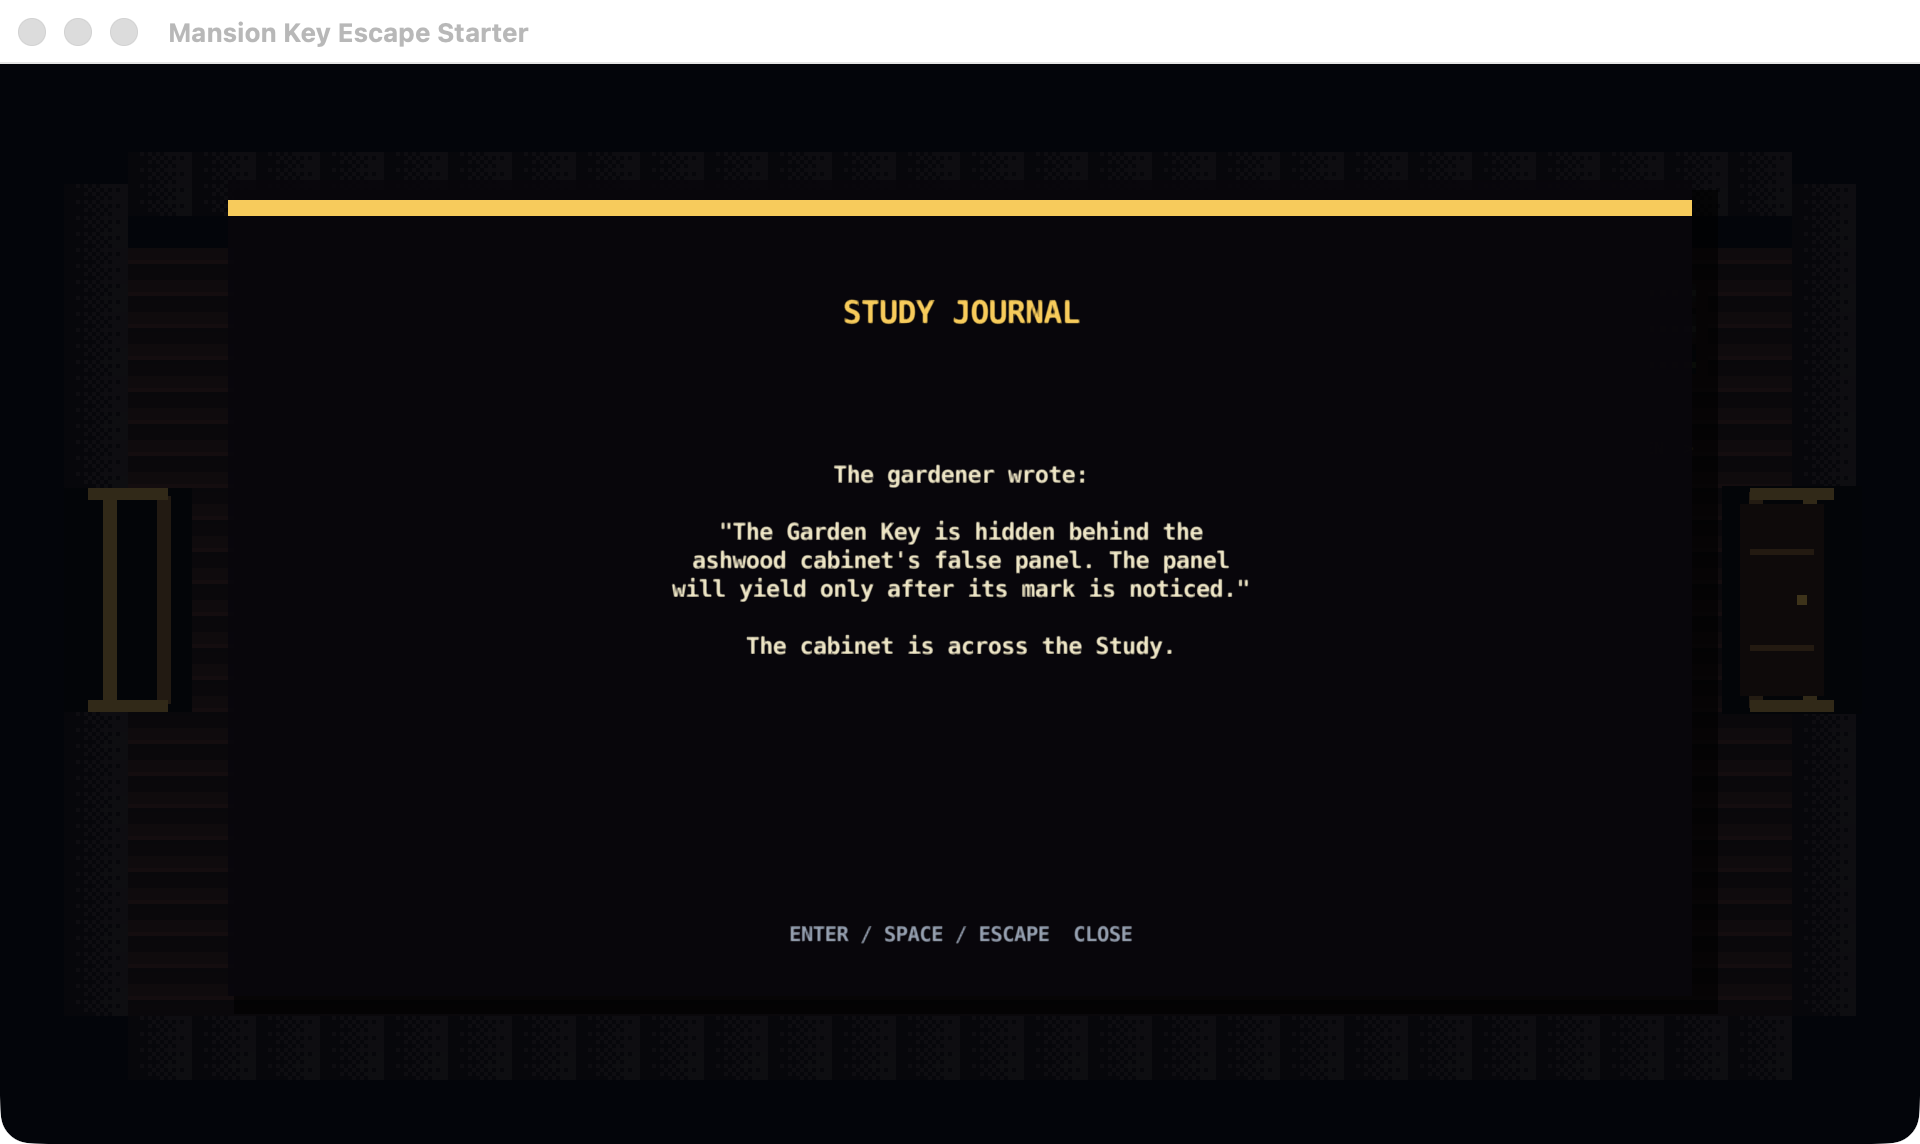 Mansion Key Escape Starter
STUDY JOURNAL
The gardener wrote:
"The Garden Key is hidden behind the
ashwood cabinet's false panel. The panel
will yield only after its mark is noticed."
The cabinet is across the Study.
ENTER / SPACE / ESCAPE  CLOSE